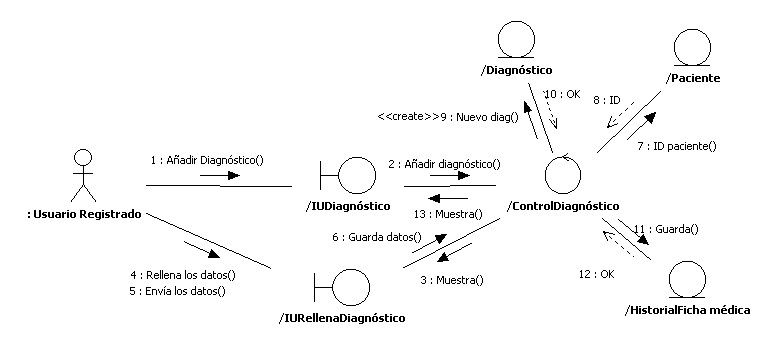 /Diagnóstico
/Paciente
10 : OK
8 : ID
<<create>>9 : Nuevo diag()
7 : ID paciente()
1 : Añadir Diagnóstico()
2 : Añadir diagnóstico()
: Usuario Registrado
/IUDiagnóstico
/ControlDiagnóstico
13 : Muestra()
6 : Guarda datos()
11 : Guarda()
4 : Rellena los datos()
5 : Envía los datos()
3 : Muestra()
12 : OK
/IURellenaDiagnóstico
/HistorialFicha médica